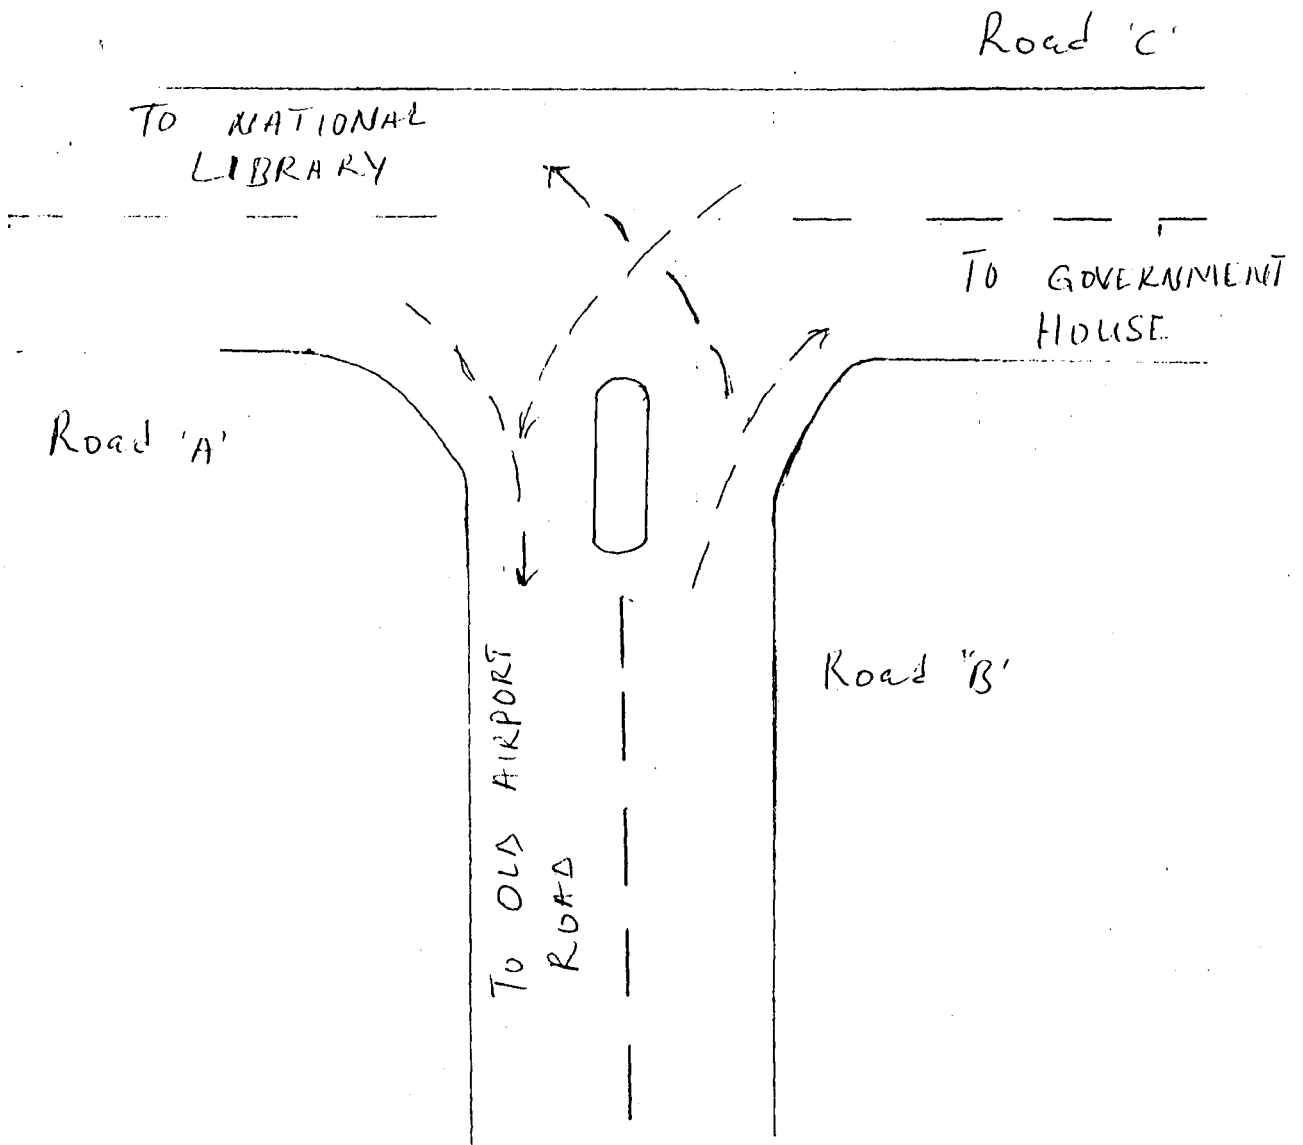 Road 'C'
TO NATIONAL
LIBRARY
TO GOVERNMENT
HOUSE
Road 'A'
Road "B'
TO OLD AIRPORT
ROAD